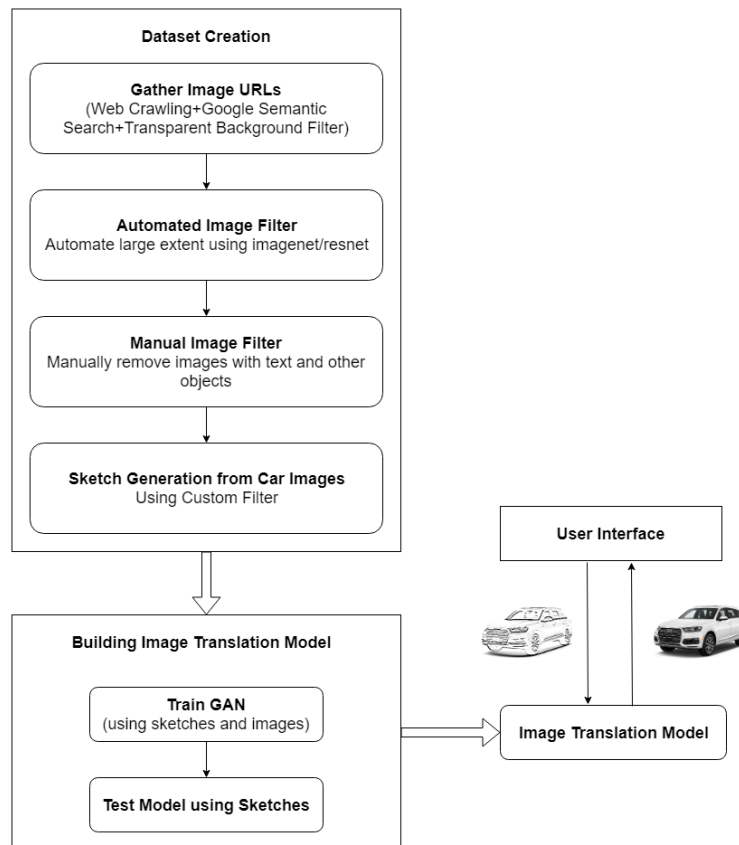 Dataset Creation
Gather Image URLs
(Web Crawling+Google Semantic
Search+Transparent Background Filter)
Automated Image Filter
Automate large extent using imagenet/resnet
Manual Image Filter
Manually remove images with text and other
objects
Sketch Generation from Car Images
Using Custom Filter
User Interface
Building Image Translation Model
Train GAN
(using sketches and images)
Image Translation Model
Test Model using Sketches